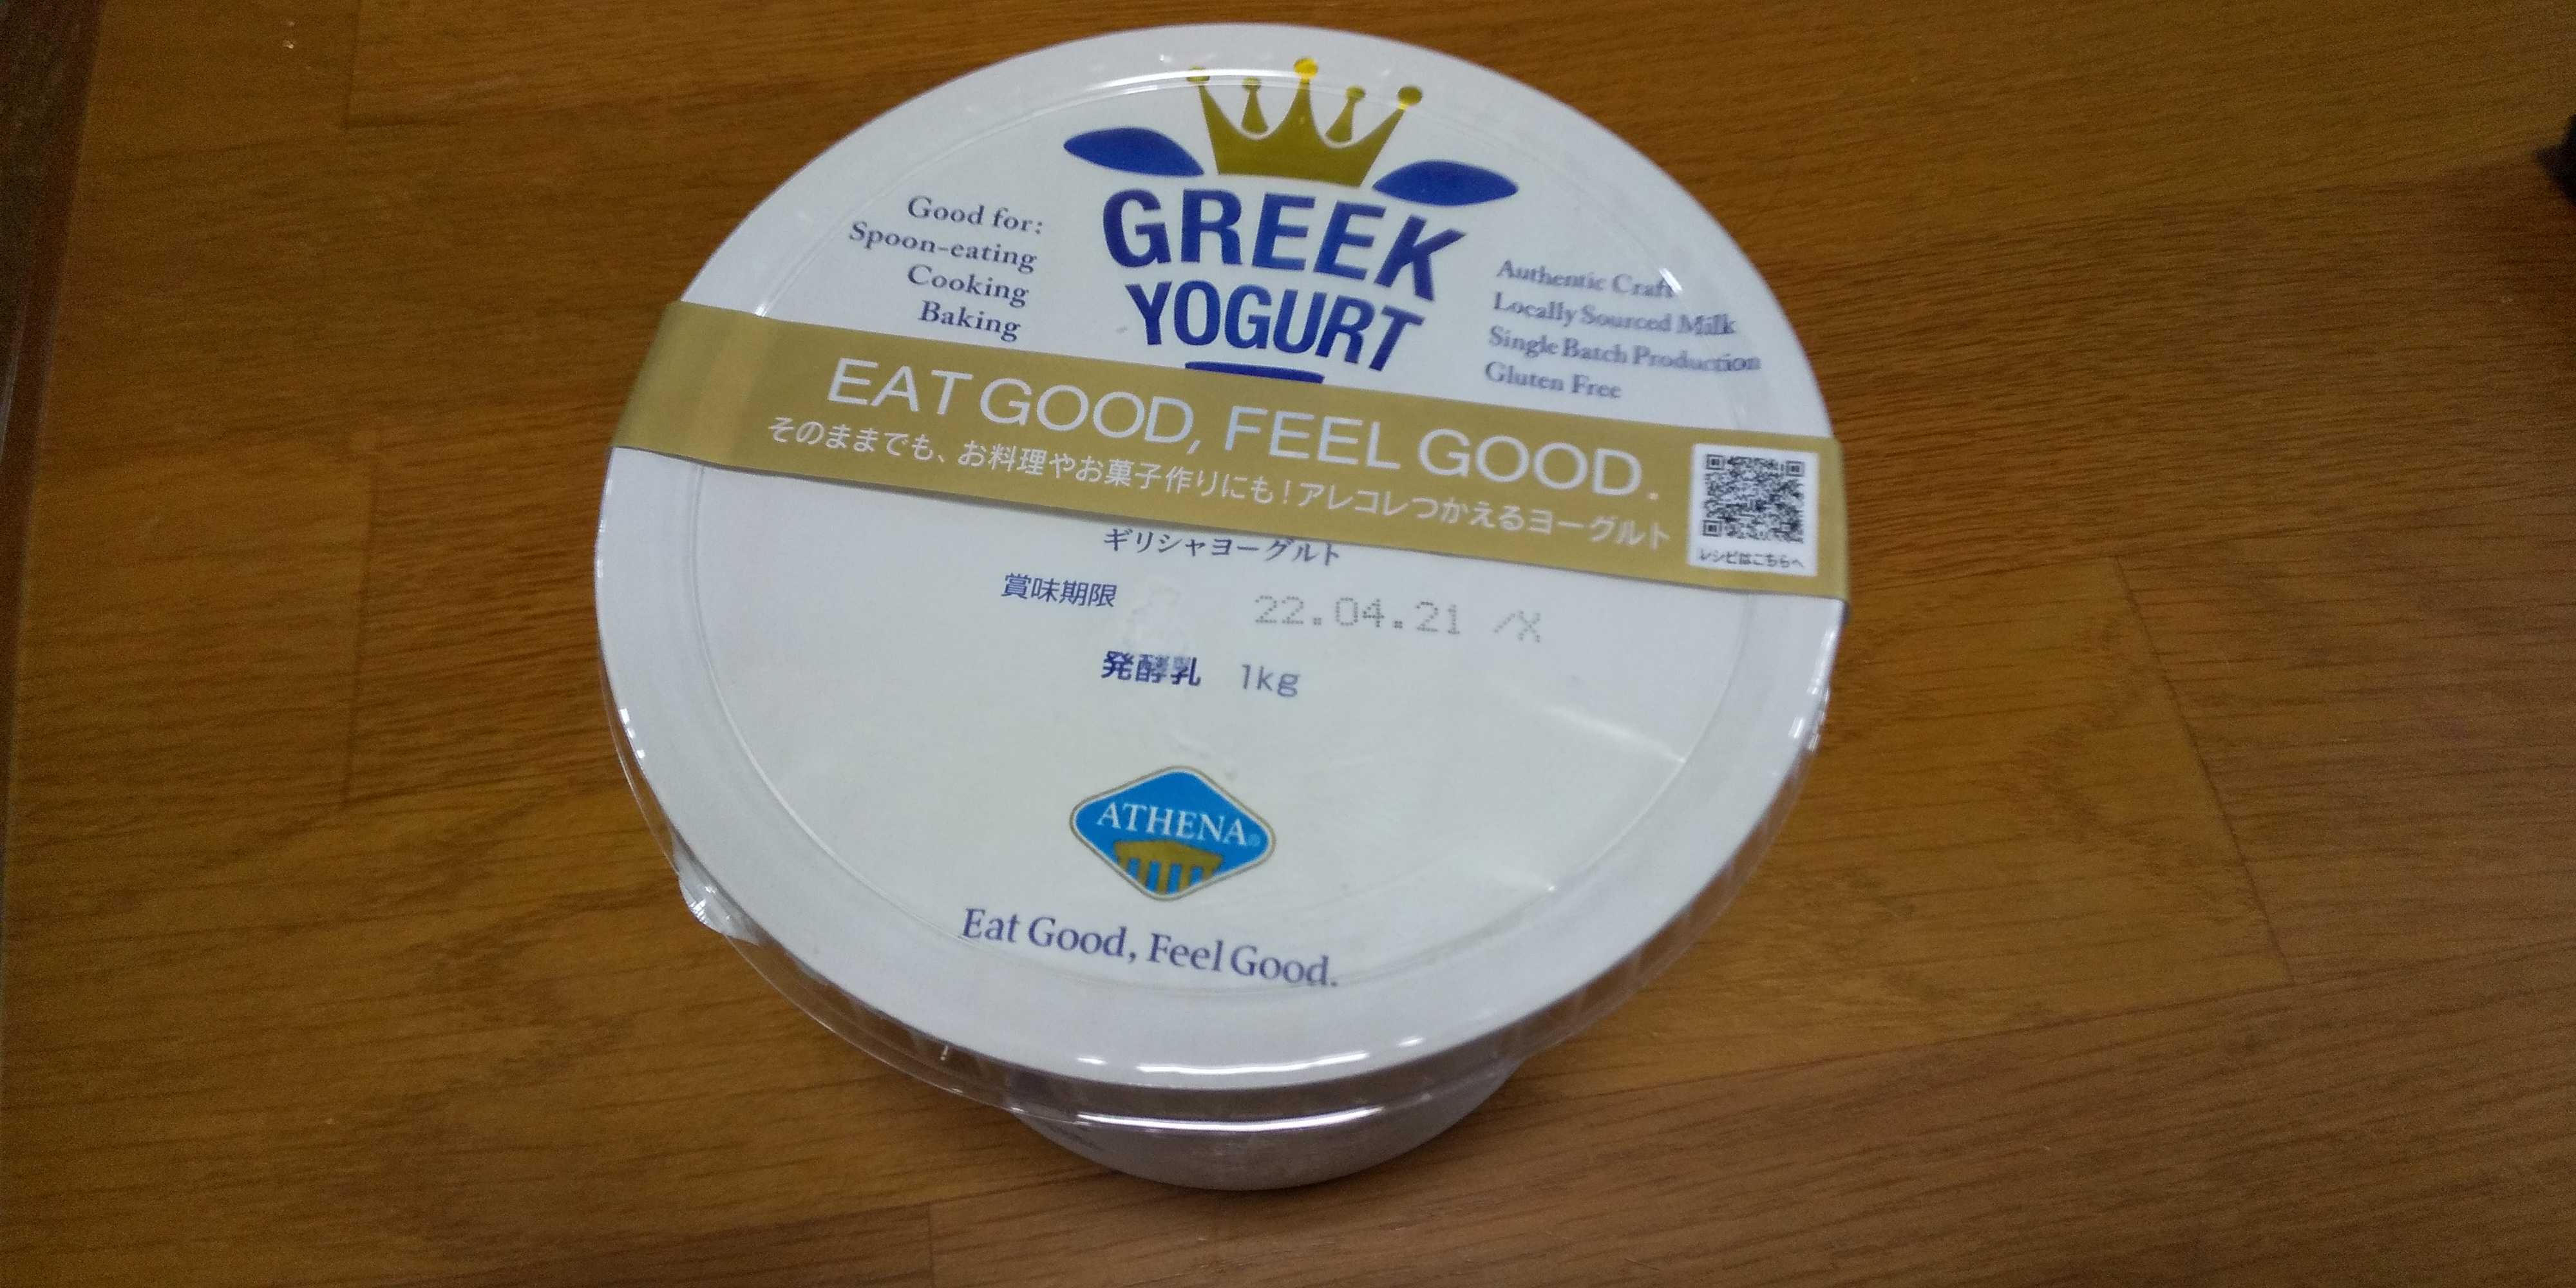 GREEK
YOGURT
Good for:
Spoon-eating
Cooking
Baking
Authentic Craft
Locally Sourced Milk
Single Batch Production
Gluten Free
EAT GOOD, FEEL GOOD.
そのままでも、お料理やお菓子作りにも!アレコレつかえるヨーグルト
レシピはこちらへ
ギリシャヨーグルト
賞味期限 22.04.21 /X
発酵乳 1kg
ATHENA®
Eat Good, Feel Good.